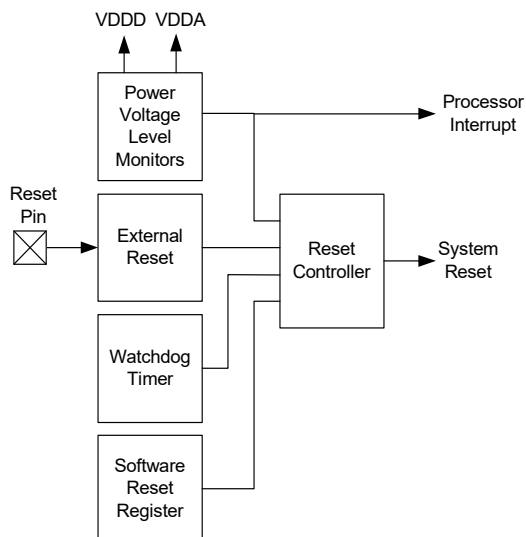 VDDD VDDA
Power
Voltage
Level
Monitors
Processor
Interrupt
Reset
Pin
External
Reset
Reset
Controller
System
Reset
Watchdog
Timer
Software
Reset
Register